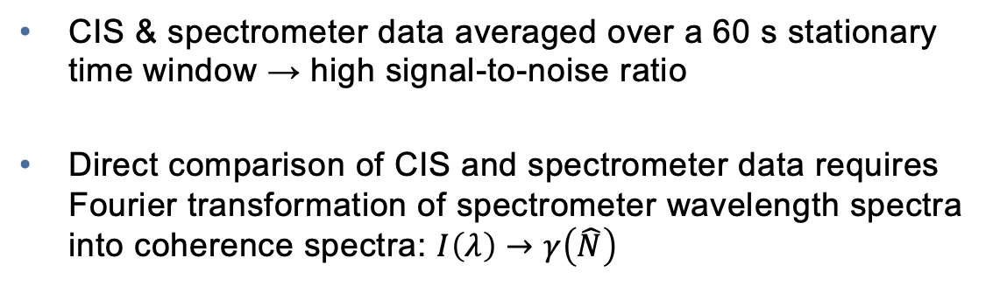 • CIS & spectrometer data averaged over a 60 s stationary
time window → high signal-to-noise ratio
• Direct comparison of CIS and spectrometer data requires
Fourier transformation of spectrometer wavelength spectra
into coherence spectra: I(λ) → γ(N̂)